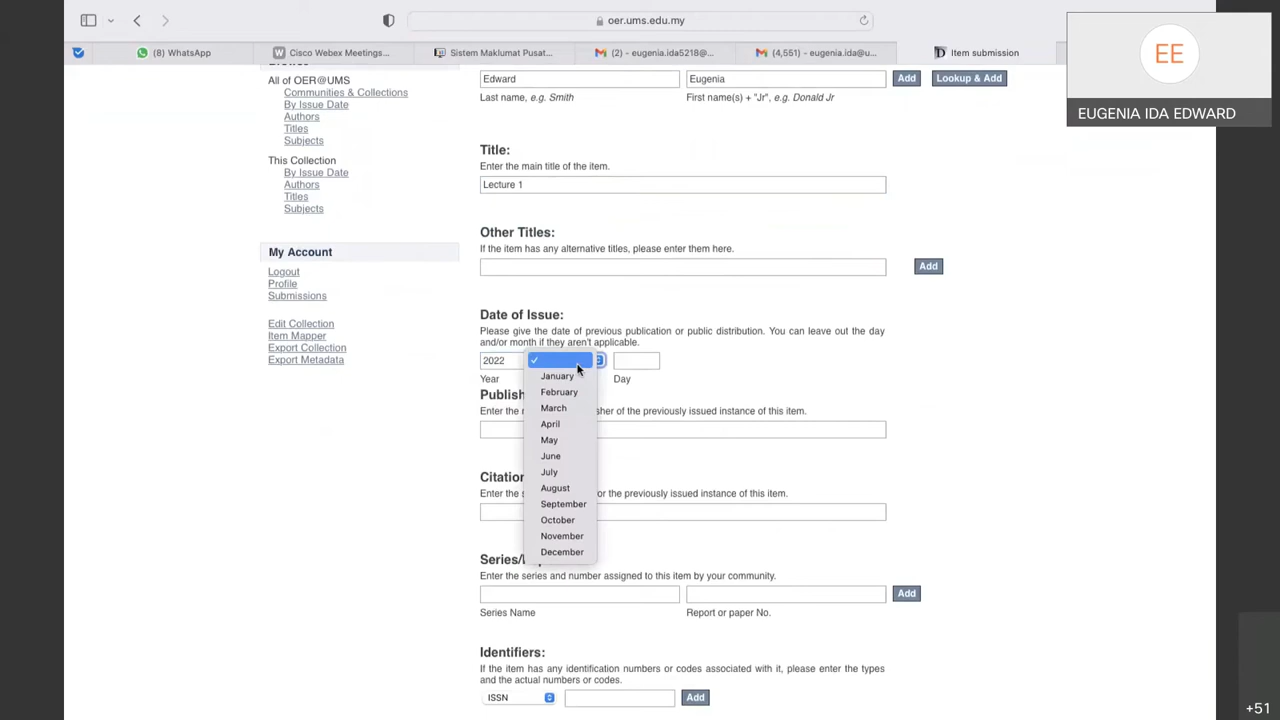 oer.ums.edu.my
(8) WhatsApp
Cisco Webex Meetings...
Sistem Maklumat Pusat...
(2) - eugenia.ida5218@...
(4,551) - eugenia.ida@u...
Item submission
EE
EUGENIA IDA EDWARD
All of OER@UMS
Communities & Collections
By Issue Date
Authors
Titles
Subjects
This Collection
By Issue Date
Authors
Titles
Subjects
My Account
Logout
Profile
Submissions
Edit Collection
Item Mapper
Export Collection
Export Metadata
Edward
Eugenia
Add
Lookup & Add
Last name, e.g. Smith
First name(s) + "Jr", e.g. Donald Jr
Title:
Enter the main title of the item.
Lecture 1
Other Titles:
If the item has any alternative titles, please enter them here.
Add
Date of Issue:
Please give the date of previous publication or public distribution. You can leave out the day
and/or month if they aren't applicable.
2022
Year
Day
January
February
March
April
May
June
July
August
September
October
November
December
Publish
Enter the n
sher of the previously issued instance of this item.
Citation
Enter the s
or the previously issued instance of this item.
Series/
Enter the series and number assigned to this item by your community.
Add
Series Name
Report or paper No.
Identifiers:
If the item has any identification numbers or codes associated with it, please enter the types
and the actual numbers or codes.
ISSN
Add
+51